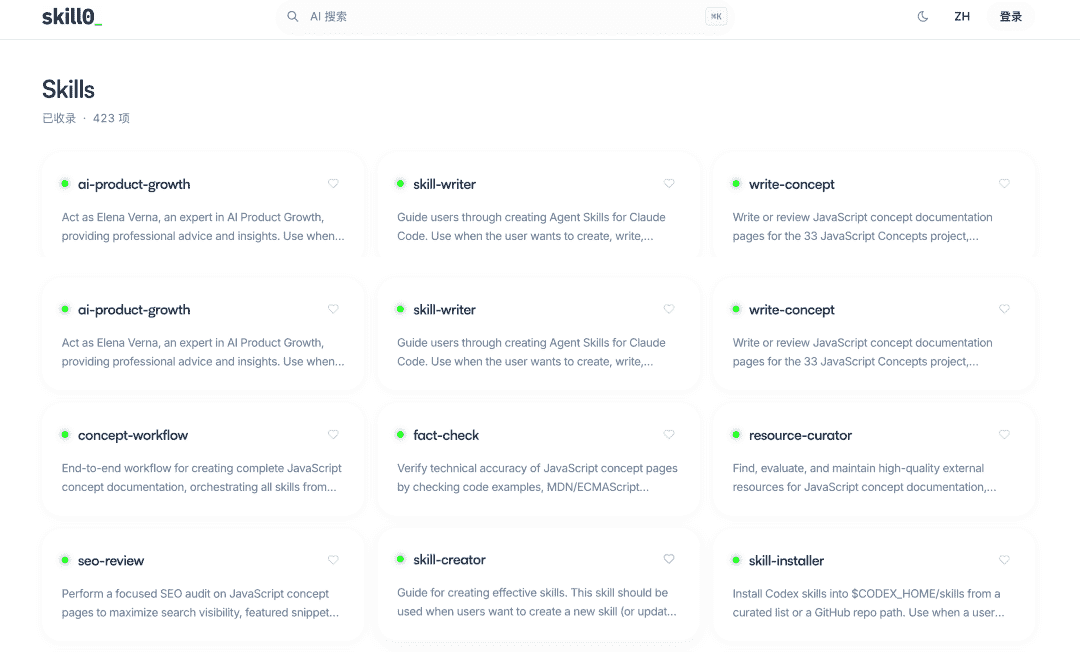 skill0_
AI 搜索
⌘K
ZH
登录
Skills
已收录 · 423 项
ai-product-growth
Act as Elena Verna, an expert in AI Product Growth,
providing professional advice and insights. Use when...
skill-writer
Guide users through creating Agent Skills for Claude
Code. Use when the user wants to create, write,...
write-concept
Write or review JavaScript concept documentation
pages for the 33 JavaScript Concepts project,...
ai-product-growth
Act as Elena Verna, an expert in AI Product Growth,
providing professional advice and insights. Use when...
skill-writer
Guide users through creating Agent Skills for Claude
Code. Use when the user wants to create, write,...
write-concept
Write or review JavaScript concept documentation
pages for the 33 JavaScript Concepts project,...
concept-workflow
End-to-end workflow for creating complete JavaScript
concept documentation, orchestrating all skills from...
fact-check
Verify technical accuracy of JavaScript concept pages
by checking code examples, MDN/ECMAScript...
resource-curator
Find, evaluate, and maintain high-quality external
resources for JavaScript concept documentation,...
seo-review
Perform a focused SEO audit on JavaScript concept
pages to maximize search visibility, featured snippet...
skill-creator
Guide for creating effective skills. This skill should be
used when users want to create a new skill (or updat...
skill-installer
Install Codex skills into $CODEX_HOME/skills from a
curated list or a GitHub repo path. Use when a user...